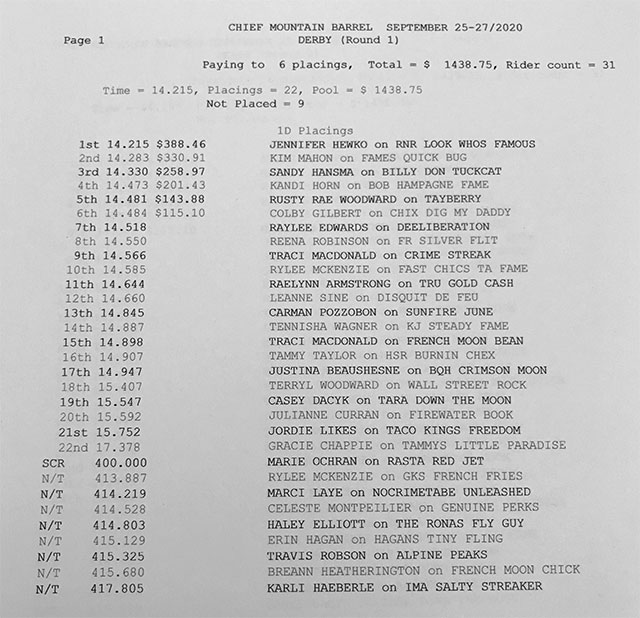 CHIEF MOUNTAIN BARREL SEPTEMBER 25-27/2020
Page 1 DERBY (Round 1)
Paying to 6 placings, Total = $ 1438.75, Rider count = 31
Time = 14.215, Placings = 22, Pool = $ 1438.75
Not Placed = 9
1D Placings
1st 14.215 $388.46 JENNIFER HEWKO on RNR LOOK WHOS FAMOUS
2nd 14.283 $330.91 KIM MAHON on FAMES QUICK BUG
3rd 14.330 $258.97 SANDY HANSMA on BILLY DON TUCKCAT
4th 14.473 $201.43 KANDI HORN on BOB HAMPAGNE FAME
5th 14.481 $143.88 RUSTY RAE WOODWARD on TAYBERRY
6th 14.484 $115.10 COLBY GILBERT on CHIX DIG MY DADDY
7th 14.518 RAYLEE EDWARDS on DEELIBERATION
8th 14.550 REENA ROBINSON on FR SILVER FLIT
9th 14.566 TRACI MACDONALD on CRIME STREAK
10th 14.585 RYLEE MCKENZIE on FAST CHICS TA FAME
11th 14.644 RAELYNN ARMSTRONG on TRU GOLD CASH
12th 14.660 LEANNE SINE on DISQUIT DE FEU
13th 14.845 CARMAN POZZOBON on SUNFIRE JUNE
14th 14.887 TENNISHA WAGNER on KJ STEADY FAME
15th 14.898 TRACI MACDONALD on FRENCH MOON BEAN
16th 14.907 TAMMY TAYLOR on HSR BURNIN CHEX
17th 14.947 JUSTINA BEAUSHESNE on BQH CRIMSON MOON
18th 15.407 TERRYL WOODWARD on WALL STREET ROCK
19th 15.547 CASEY DACYK on TARA DOWN THE MOON
20th 15.592 JULIANNE CURRAN on FIREWATER BOOK
21st 15.752 JORDIE LIKES on TACO KINGS FREEDOM
22nd 17.378 GRACIE CHAPPIE on TAMMYS LITTLE PARADISE
SCR 400.000 MARIE OCHRAN on RASTA RED JET
N/T 413.887 RYLEE MCKENZIE on GKS FRENCH FRIES
N/T 414.219 MARCI LAYE on NOCRIMETABE UNLEASHED
N/T 414.528 CELESTE MONTPEILIER on GENUINE PERKS
N/T 414.803 HALEY ELLIOTT on THE RONAS FLY GUY
N/T 415.129 ERIN HAGAN on HAGANS TINY FLING
N/T 415.325 TRAVIS ROBSON on ALPINE PEAKS
N/T 415.680 BREANN HEATHERINGTON on FRENCH MOON CHICK
N/T 417.805 KARLI HAEBERLE on IMA SALTY STREAKER